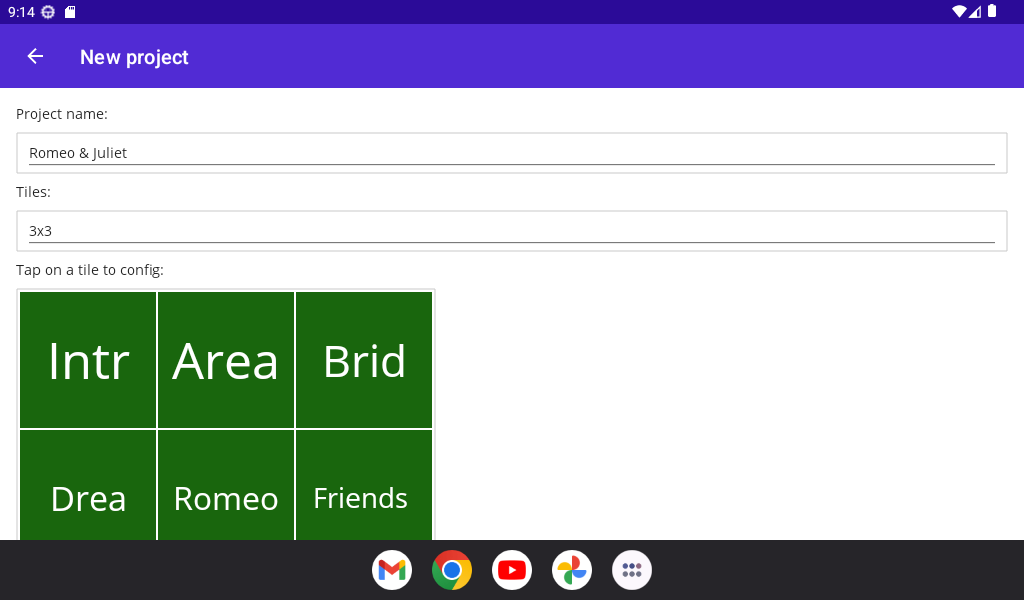 9:14
New project
Project name:
Romeo & Juliet
Tiles:
3x3
Tap on a tile to config:
Intr Area Brid
Drea Romeo Friends